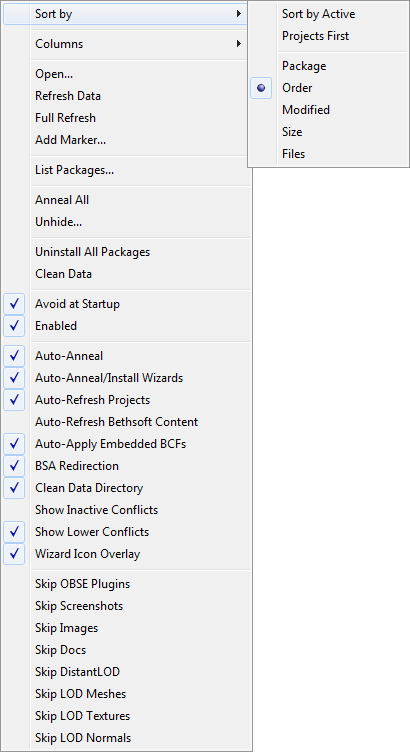 Sort by
Columns
Open...
Refresh Data
Full Refresh
Add Marker...
List Packages...
Anneal All
Unhide...
Uninstall All Packages
Clean Data
Avoid at Startup
Enabled
Auto-Anneal
Auto-Anneal/Install Wizards
Auto-Refresh Projects
Auto-Refresh Bethsoft Content
Auto-Apply Embedded BCFs
BSA Redirection
Clean Data Directory
Show Inactive Conflicts
Show Lower Conflicts
Wizard Icon Overlay
Skip OBSE Plugins
Skip Screenshots
Skip Images
Skip Docs
Skip DistantLOD
Skip LOD Meshes
Skip LOD Textures
Skip LOD Normals
Sort by Active
Projects First
Package
Order
Modified
Size
Files